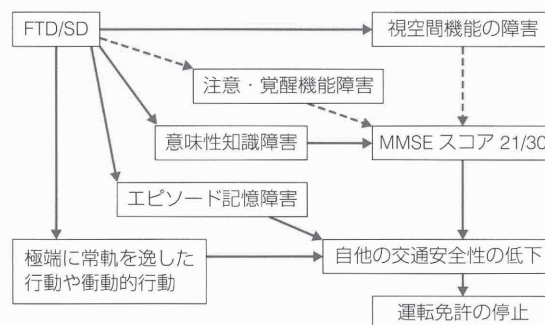 FTD/SD
視空間機能の障害
注意・覚醒機能障害
意味性知識障害
MMSE スコア 21/30
エピソード記憶障害
極端に常軌を逸した
行動や衝動的行動
自他の交通安全性の低下
運転免許の停止